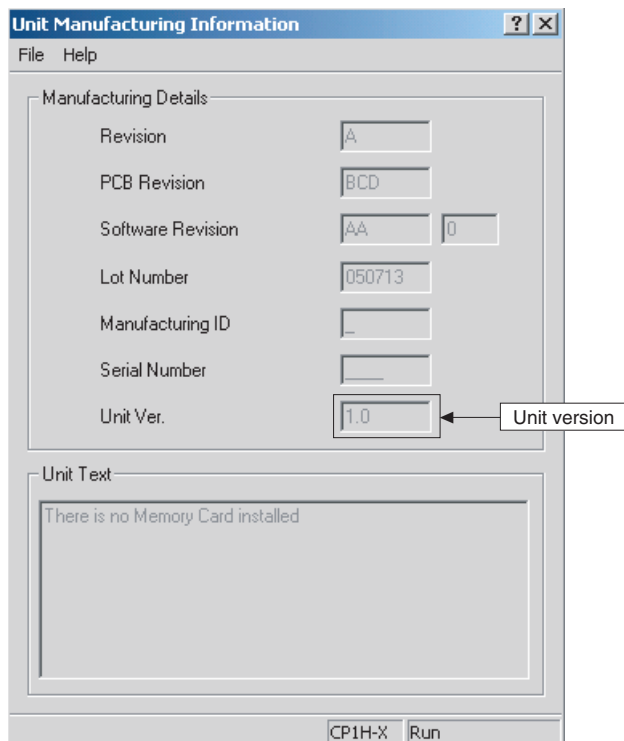 Unit Manufacturing Information
File Help
Manufacturing Details
Revision A
PCB Revision BCD
Software Revision AA 0
Lot Number 050713
Manufacturing ID _
Serial Number ____
Unit Ver. 1.0
Unit version
Unit Text
There is no Memory Card installed
CP1H-X Run